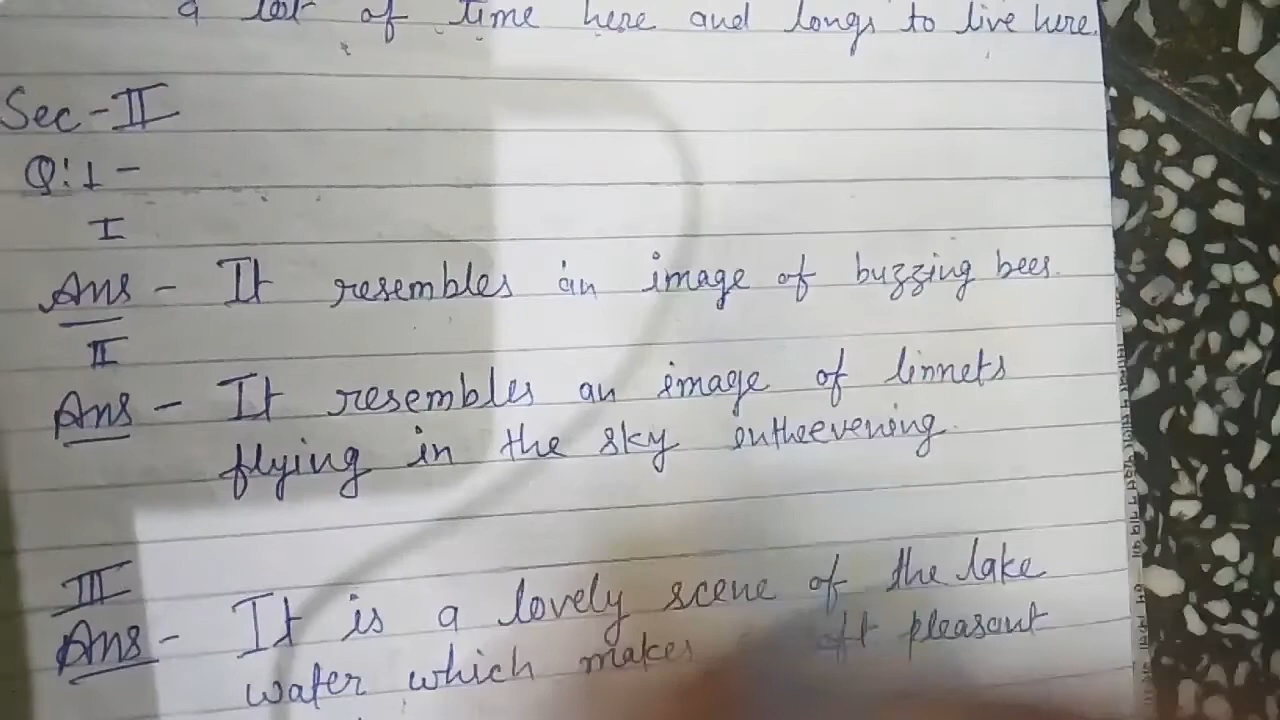 a lot of time here and longs to live here.
Sec-II
Q:1-
I
Ans - It resembles an image of buzzing bees.
II
Ans - It resembles an image of linnets
flying in the sky in the evening.
III
Ans - It is a lovely scene of the lake
water which makes pleasant